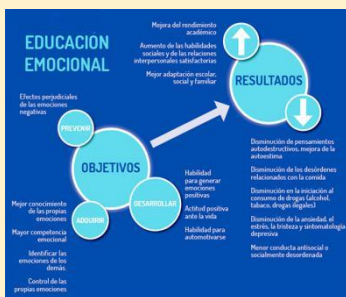 EDUCACIÓN
EMOCIONAL
Efectos perjudiciales
de las emociones
negativas
PREVENIR
OBJETIVOS
ADQUIRIR
DESARROLLAR
Mejor conocimiento
de las propias
emociones
Mayor competencia
emocional
Identificar las
emociones de los
demás.
Control de las
propias emociones
Habilidad
para generar
emociones
positivas
Actitud positiva
ante la vida
Habilidad para
automotivarse
Mejora del rendimiento
académico
Aumento de las habilidades
sociales y de las relaciones
interpersonales satisfactorias
Mejor adaptación escolar,
social y familiar
RESULTADOS
Disminución de pensamientos
autodestructivos, mejora de la
autoestima
Disminución de los desórdenes
relacionados con la comida
Disminución en la iniciación al
consumo de drogas (alcohol,
tabaco, drogas ilegales)
Disminución de la ansiedad, el
estrés, la tristeza y sintomatología
depresiva
Menor conducta antisocial o
socialmente desordenada